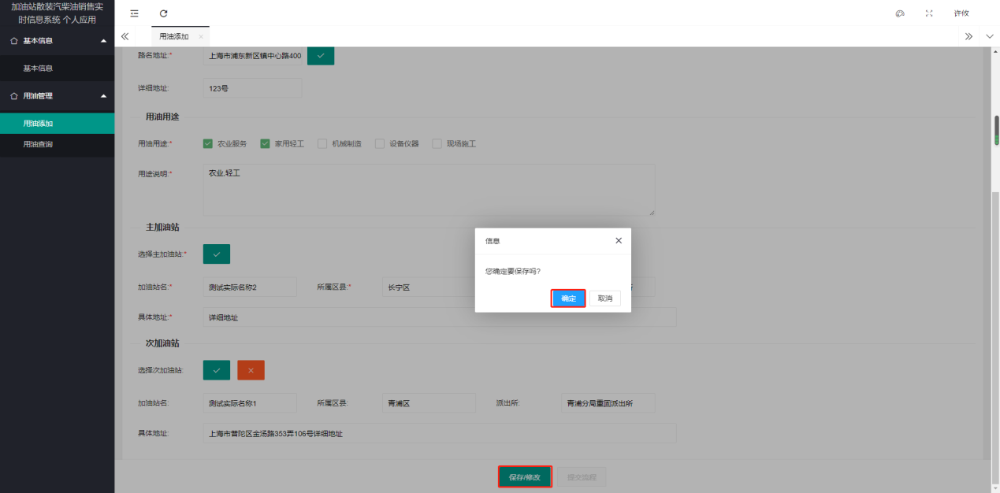 加油站散装汽柴油销售实
时信息系统 个人应用
基本信息
基本信息
用油管理
用油添加
用油查询
许攸
用油添加
路名地址:*
上海市浦东新区镇中心路400
详细地址:
123号
用油用途
用油用途:*
农业服务
家用轻工
机械制造
设备仪器
现场施工
用途说明:*
农业,轻工
主加油站
选择主加油站:*
加油站名:*
测试实际名称2
所属区县:*
长宁区
具体地址:*
详细地址
信息
您确定要保存吗?
确定
取消
次加油站
选择次加油站:
加油站名:
测试实际名称1
所属区县:
青浦区
派出所:
青浦分局重固派出所
具体地址:
上海市普陀区金汤路353弄106号详细地址
保存/修改
提交流程